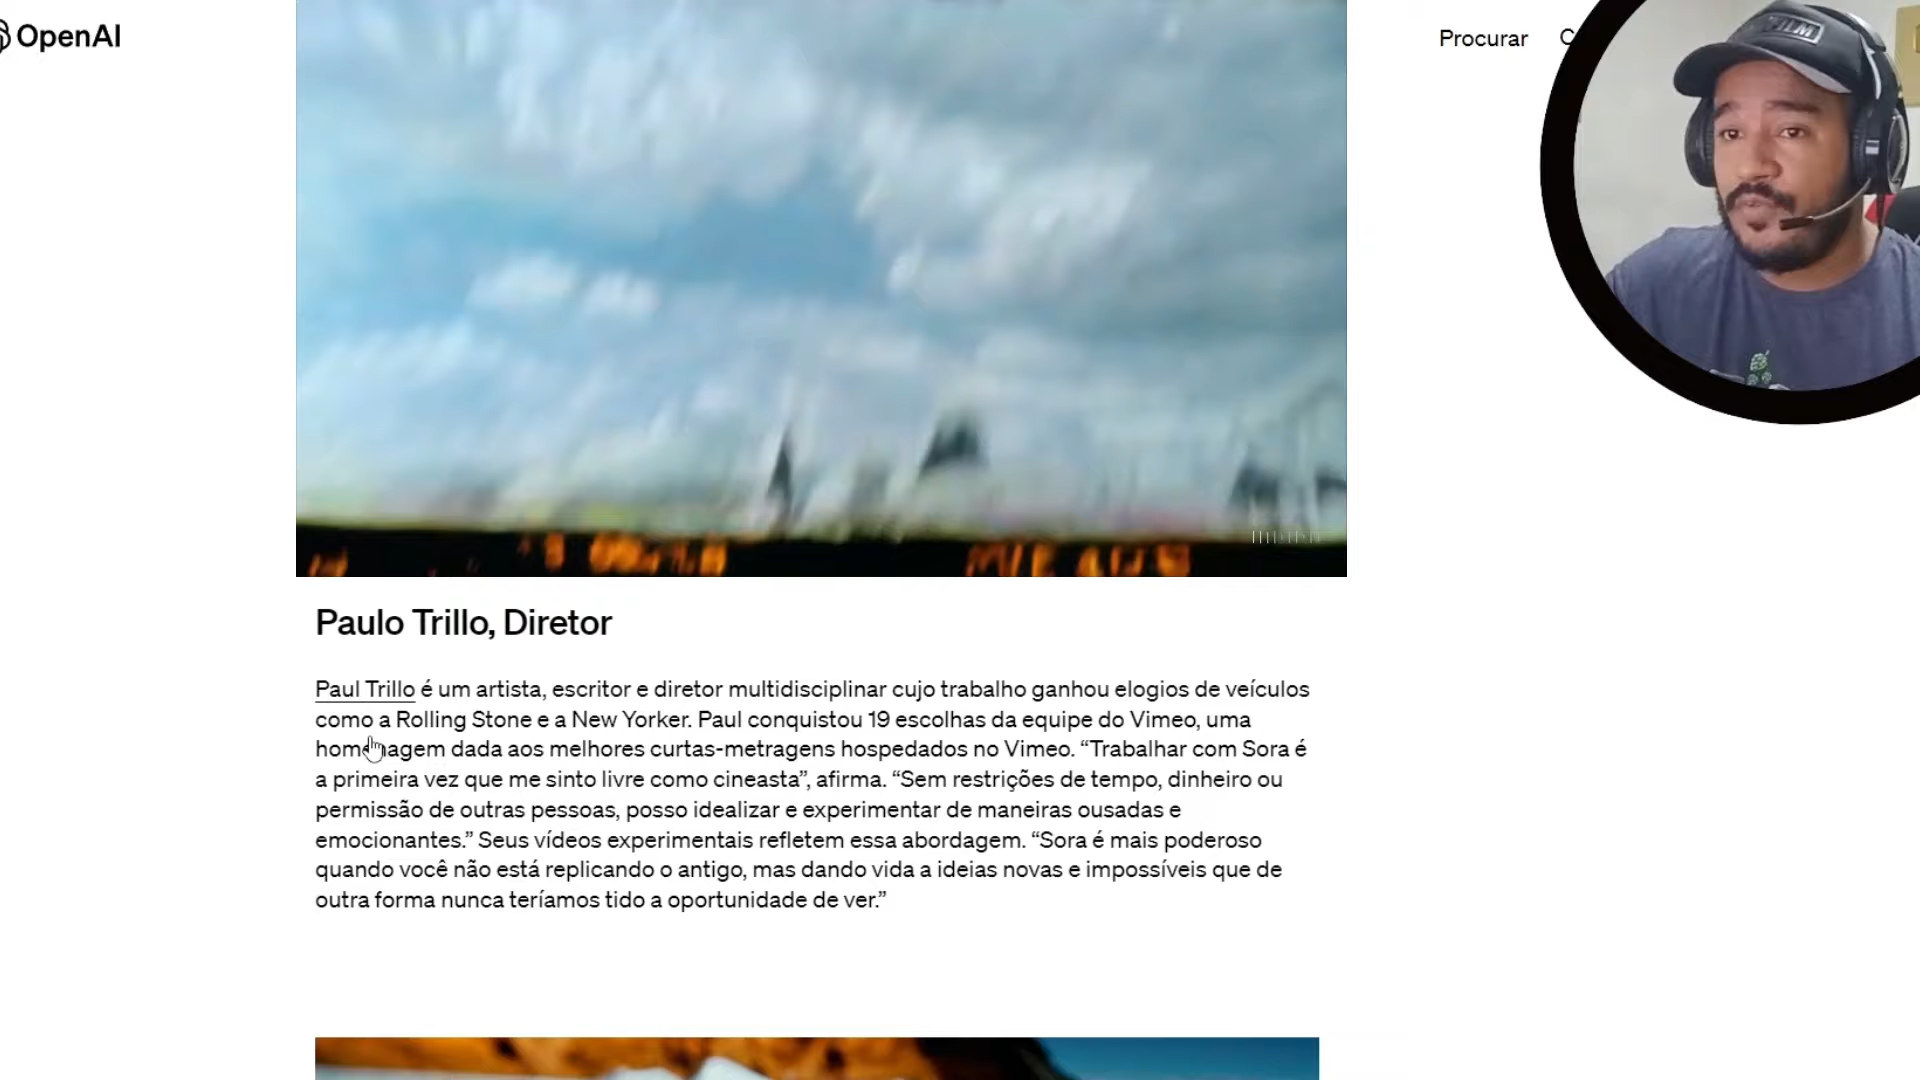 OpenAI
Procurar
FILM
Paulo Trillo, Diretor
Paul Trillo é um artista, escritor e diretor multidisciplinar cujo trabalho ganhou elogios de veículos
como a Rolling Stone e a New Yorker. Paul conquistou 19 escolhas da equipe do Vimeo, uma
homenagem dada aos melhores curtas-metragens hospedados no Vimeo. “Trabalhar com Sora é
a primeira vez que me sinto livre como cineasta”, afirma. “Sem restrições de tempo, dinheiro ou
permissão de outras pessoas, posso idealizar e experimentar de maneiras ousadas e
emocionantes.” Seus vídeos experimentais refletem essa abordagem. “Sora é mais poderoso
quando você não está replicando o antigo, mas dando vida a ideias novas e impossíveis que de
outra forma nunca teríamos tido a oportunidade de ver.”